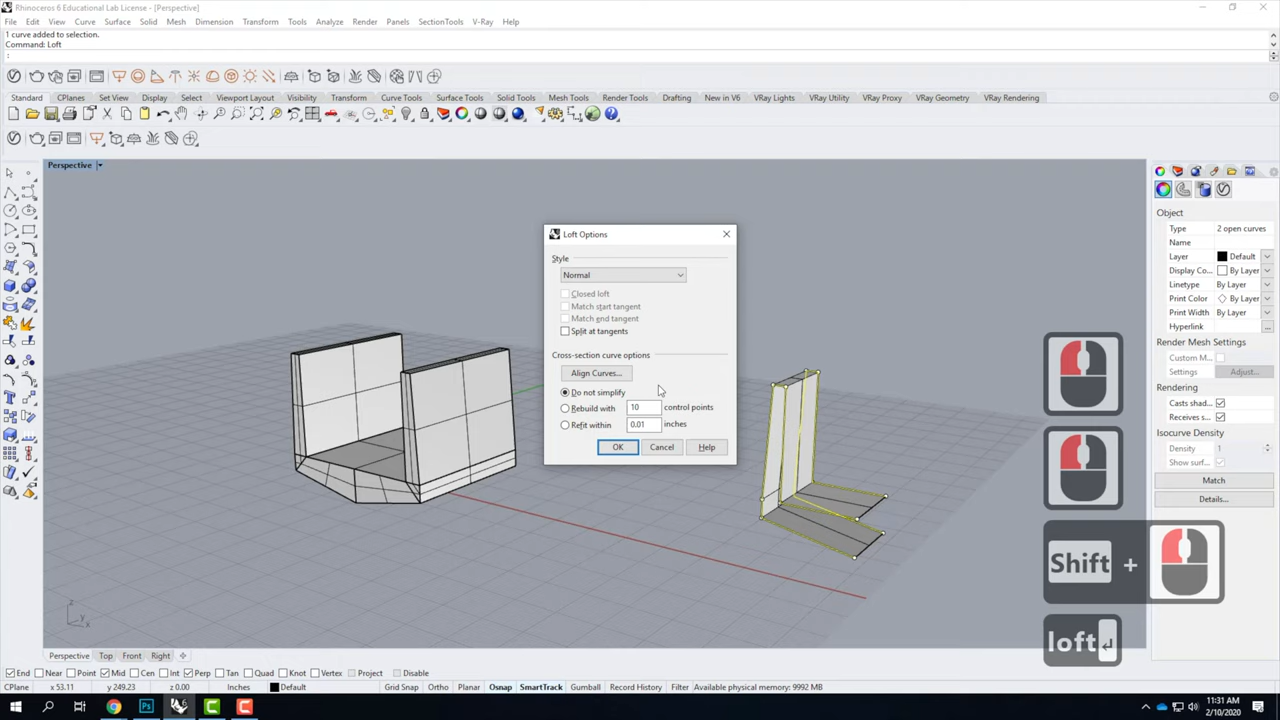 Rhinoceros 6 Educational Lab License - [Perspective]
File Edit View Curve Surface Solid Mesh Dimension Transform Tools Analyze Render Panels SectionTools V-Ray Help
1 curve added to selection.
Command: Loft
:
Standard CPlanes Set View Display Select Viewport Layout Visibility Transform Curve Tools Surface Tools Solid Tools Mesh Tools Render Tools Drafting New in V6 VRay Lights VRay Utility VRay Proxy VRay Geometry VRay Rendering
Perspective
Loft Options
Style
Normal
Closed loft
Match start tangent
Match end tangent
Split at tangents
Cross-section curve options
Align Curves...
Do not simplify
Rebuild with 10 control points
Refit within 0.01 inches
OK Cancel Help
Object
Type 2 open curves
Name
Layer Default
Display Co... By Layer
Linetype By Layer
Print Color By Layer
Print Width By Layer
Hyperlink ...
Render Mesh Settings
Custom M...
Settings Adjust...
Rendering
Casts shad...
Receives s...
Isocurve Density
Density 1
Show surf...
Match
Details...
Shift +
loft
z
y
x
Perspective Top Front Right
End Near Point Mid Cen Int Perp Tan Quad Knot Vertex Project Disable
CPlane x 53.11 y 249.23 z 0.00 Inches Default Grid Snap Ortho Planar Osnap SmartTrack Gumball Record History Filter Available physical memory: 9992 MB
11:31 AM
2/10/2020